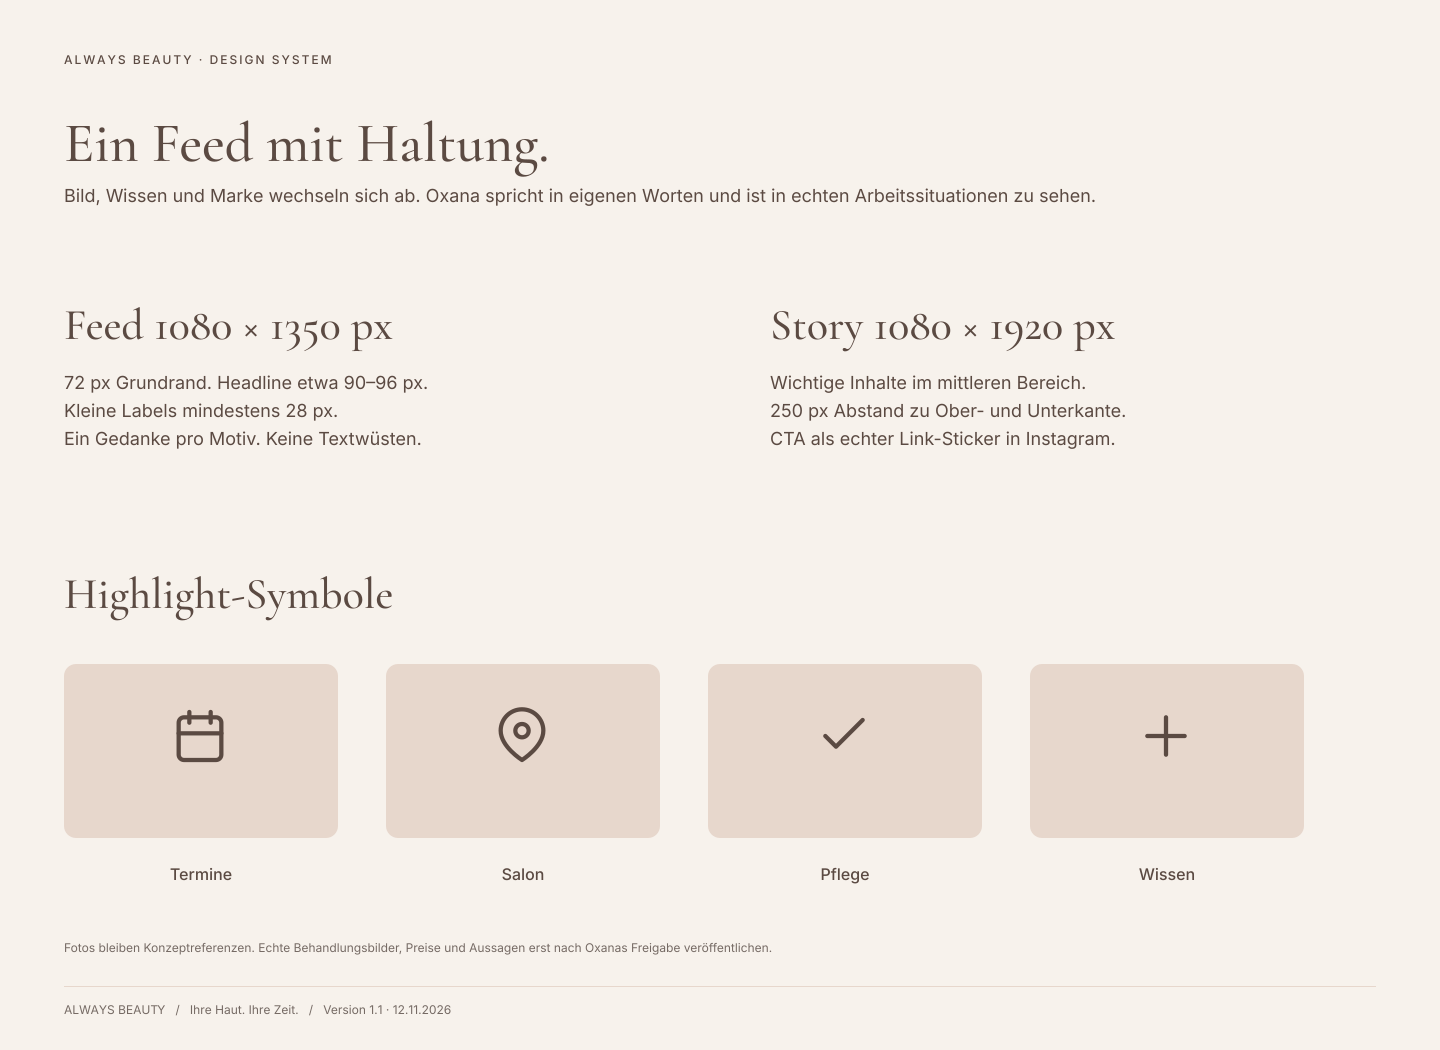 ALWAYS BEAUTY · DESIGN SYSTEM
Ein Feed mit Haltung.
Bild, Wissen und Marke wechseln sich ab. Oxana spricht in eigenen Worten und ist in echten Arbeitssituationen zu sehen.
Feed 1080 × 1350 px
72 px Grundrand. Headline etwa 90–96 px.
Kleine Labels mindestens 28 px.
Ein Gedanke pro Motiv. Keine Textwüsten.
Story 1080 × 1920 px
Wichtige Inhalte im mittleren Bereich.
250 px Abstand zu Ober- und Unterkante.
CTA als echter Link-Sticker in Instagram.
Highlight-Symbole
Termine
Salon
Pflege
Wissen
Fotos bleiben Konzeptreferenzen. Echte Behandlungsbilder, Preise und Aussagen erst nach Oxanas Freigabe veröffentlichen.
ALWAYS BEAUTY / Ihre Haut. Ihre Zeit. / Version 1.1 · 12.11.2026